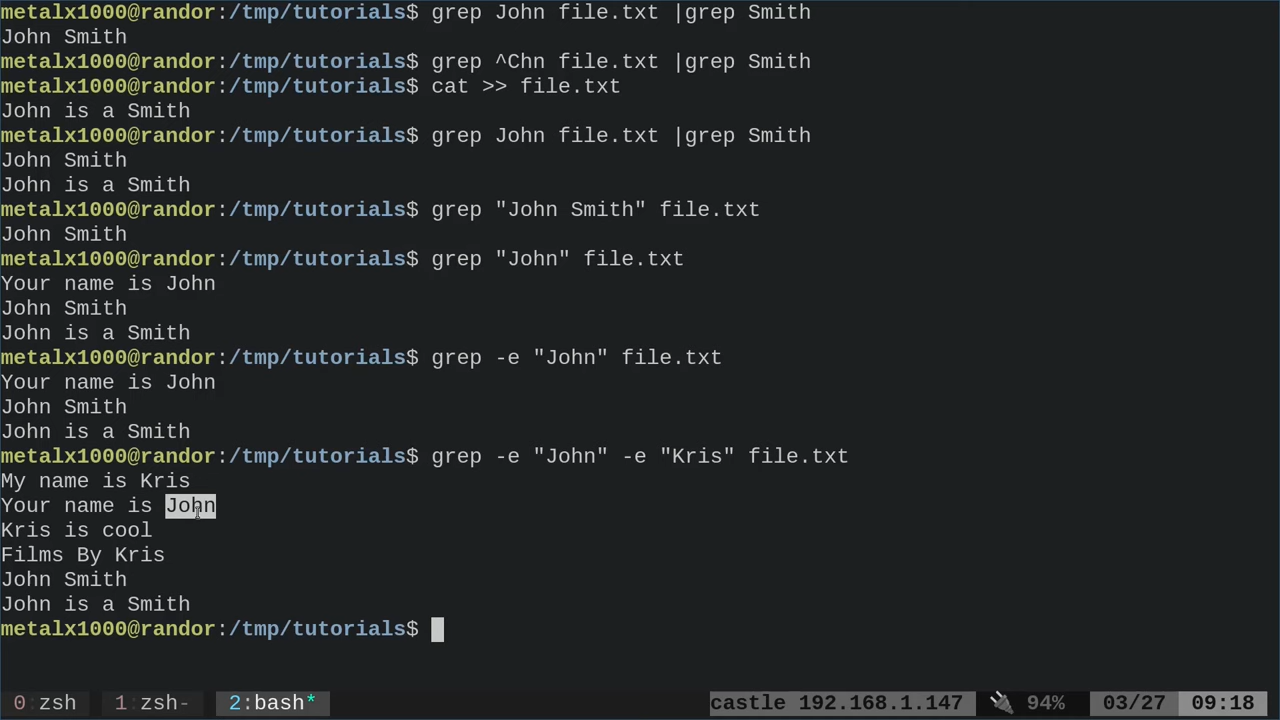 metalx1000@randor:/tmp/tutorials$ grep John file.txt |grep Smith
John Smith
metalx1000@randor:/tmp/tutorials$ grep ^Chn file.txt |grep Smith
metalx1000@randor:/tmp/tutorials$ cat >> file.txt
John is a Smith
metalx1000@randor:/tmp/tutorials$ grep John file.txt |grep Smith
John Smith
John is a Smith
metalx1000@randor:/tmp/tutorials$ grep "John Smith" file.txt
John Smith
metalx1000@randor:/tmp/tutorials$ grep "John" file.txt
Your name is John
John Smith
John is a Smith
metalx1000@randor:/tmp/tutorials$ grep -e "John" file.txt
Your name is John
John Smith
John is a Smith
metalx1000@randor:/tmp/tutorials$ grep -e "John" -e "Kris" file.txt
My name is Kris
Your name is John
Kris is cool
Films By Kris
John Smith
John is a Smith
metalx1000@randor:/tmp/tutorials$
0:zsh 1:zsh- 2:bash* castle 192.168.1.147 94% 03/27 09:18